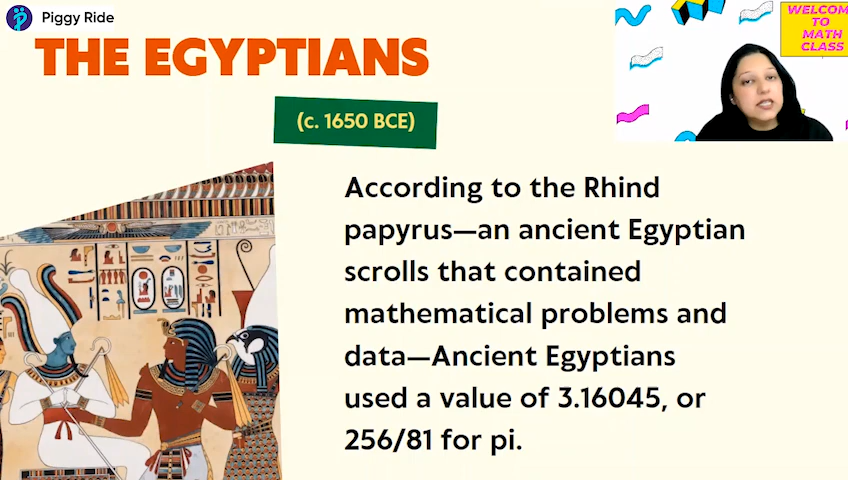 Piggy Ride
THE EGYPTIANS
(c. 1650 BCE)
According to the Rhind
papyrus—an ancient Egyptian
scrolls that contained
mathematical problems and
data—Ancient Egyptians
used a value of 3.16045, or
256/81 for pi.
WELCOM
TO
MATH
CLASS